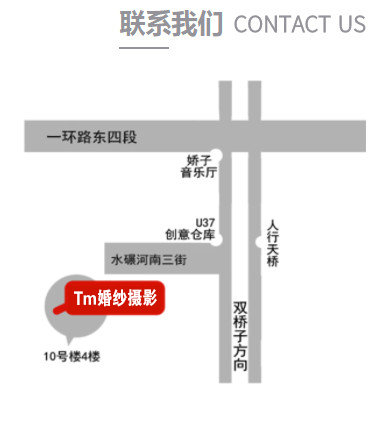 联系我们 CONTACT US
一环路东四段
娇子
音乐厅
U37
创意仓库
人行天桥
水碾河南三街
Tm婚纱摄影
双桥子方向
10号楼4楼